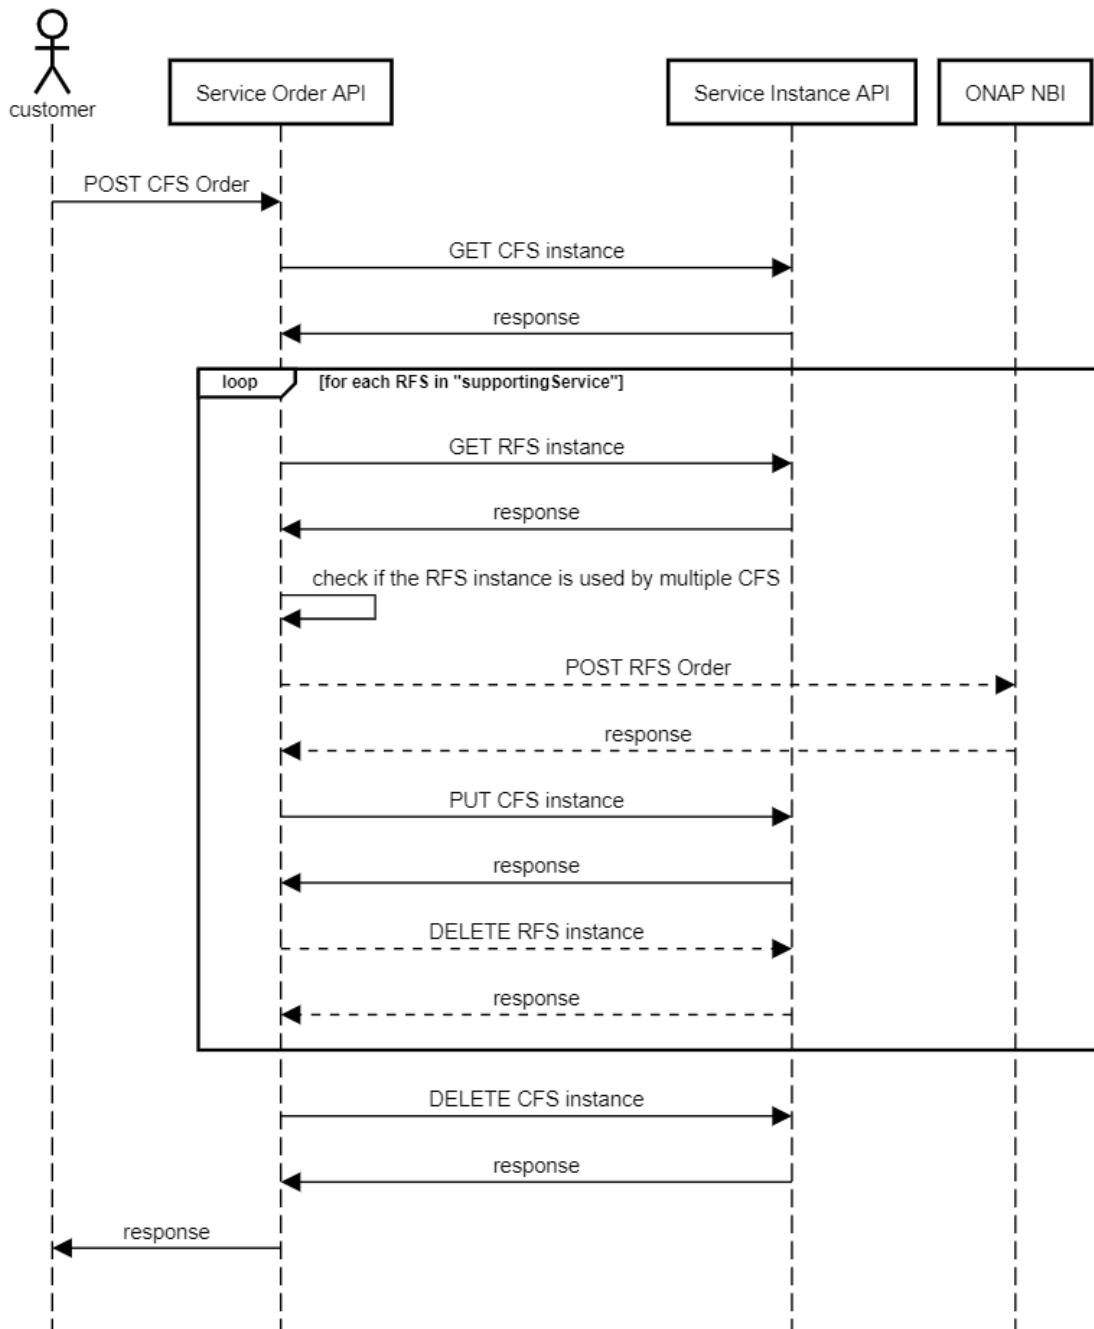 customer
Service Order API
Service Instance API
ONAP NBI
POST CFS Order
GET CFS instance
response
loop
[for each RFS in "supportingService"]
GET RFS instance
response
check if the RFS instance is used by multiple CFS
POST RFS Order
response
PUT CFS instance
response
DELETE RFS instance
response
DELETE CFS instance
response
response